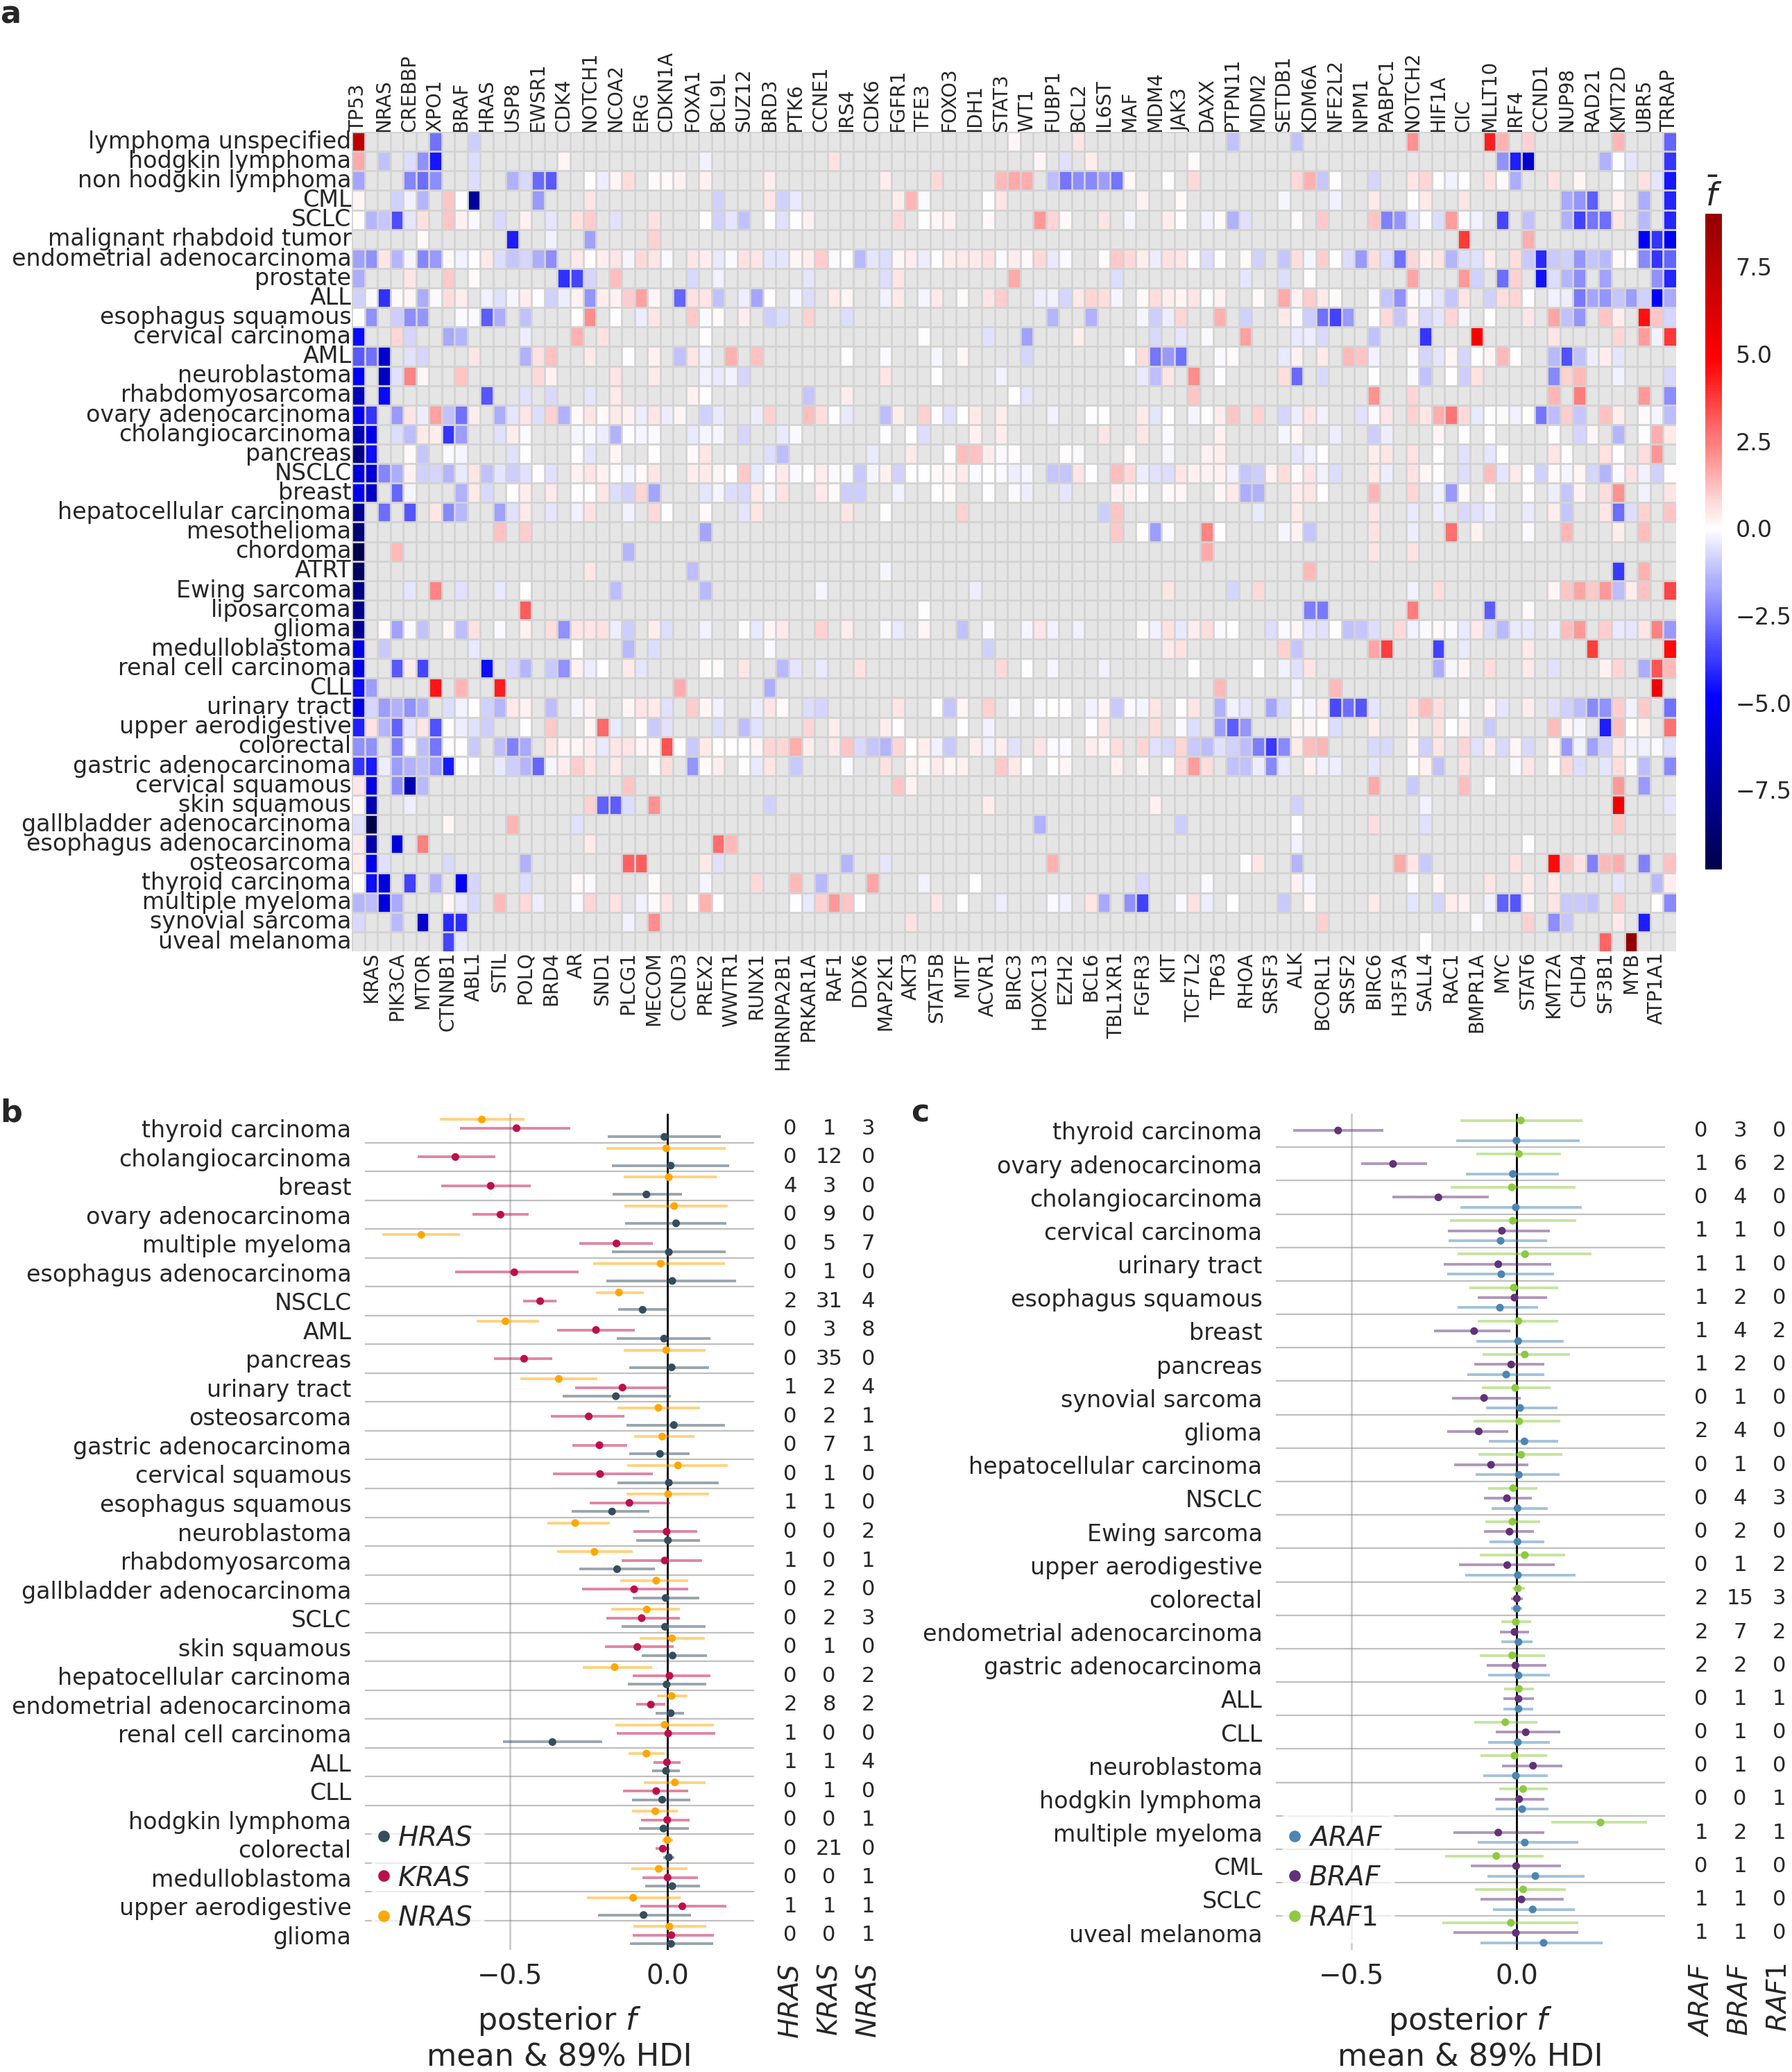 a
TP53 NRAS CREBBP XPO1 BRAF HRAS USP8 EWSR1 CDK4 NOTCH1 NCOA2 ERG CDKN1A FOXA1 BCL9L SUZ12 BRD3 PTK6 CCNE1 IRS4 CDK6 FGFR1 TFE3 FOXO3 IDH1 STAT3 WT1 FUBP1 BCL2 IL6ST MAF MDM4 JAK3 DAXX PTPN11 MDM2 SETDB1 KDM6A NFE2L2 NPM1 PABPC1 NOTCH2 HIF1A CIC MLLT10 IRF4 CCND1 NUP98 RAD21 KMT2D UBR5 TRRAP
lymphoma unspecified
hodgkin lymphoma
non hodgkin lymphoma
CML
SCLC
malignant rhabdoid tumor
endometrial adenocarcinoma
prostate
ALL
esophagus squamous
cervical carcinoma
AML
neuroblastoma
rhabdomyosarcoma
ovary adenocarcinoma
cholangiocarcinoma
pancreas
NSCLC
breast
hepatocellular carcinoma
mesothelioma
chordoma
ATRT
Ewing sarcoma
liposarcoma
glioma
medulloblastoma
renal cell carcinoma
CLL
urinary tract
upper aerodigestive
colorectal
gastric adenocarcinoma
cervical squamous
skin squamous
gallbladder adenocarcinoma
esophagus adenocarcinoma
osteosarcoma
thyroid carcinoma
multiple myeloma
synovial sarcoma
uveal melanoma
KRAS PIK3CA MTOR CTNNB1 ABL1 STIL POLQ BRD4 AR SND1 PLCG1 MECOM CCND3 PREX2 WWTR1 RUNX1 HNRNPA2B1 PRKAR1A RAF1 DDX6 MAP2K1 AKT3 STAT5B MITF ACVR1 BIRC3 HOXC13 EZH2 BCL6 TBL1XR1 FGFR3 KIT TCF7L2 TP63 RHOA SRSF3 ALK BCORL1 SRSF2 BIRC6 H3F3A SALL4 RAC1 BMPR1A MYC STAT6 KMT2A CHD4 SF3B1 MYB ATP1A1
f̄
7.5
5.0
2.5
0.0
−2.5
−5.0
−7.5
b
thyroid carcinoma 0 1 3
cholangiocarcinoma 0 12 0
breast 4 3 0
ovary adenocarcinoma 0 9 0
multiple myeloma 0 5 7
esophagus adenocarcinoma 0 1 0
NSCLC 2 31 4
AML 0 3 8
pancreas 0 35 0
urinary tract 1 2 4
osteosarcoma 0 2 1
gastric adenocarcinoma 0 7 1
cervical squamous 0 1 0
esophagus squamous 1 1 0
neuroblastoma 0 0 2
rhabdomyosarcoma 1 0 1
gallbladder adenocarcinoma 0 2 0
SCLC 0 2 3
skin squamous 0 1 0
hepatocellular carcinoma 0 0 2
endometrial adenocarcinoma 2 8 2
renal cell carcinoma 1 0 0
ALL 1 1 4
CLL 0 1 0
hodgkin lymphoma 0 0 1
colorectal 0 21 0
medulloblastoma 0 0 1
upper aerodigestive 1 1 1
glioma 0 0 1
HRAS
KRAS
NRAS
−0.5 0.0
HRAS KRAS NRAS
posterior f
mean & 89% HDI
c
thyroid carcinoma 0 3 0
ovary adenocarcinoma 1 6 2
cholangiocarcinoma 0 4 0
cervical carcinoma 1 1 0
urinary tract 1 1 0
esophagus squamous 1 2 0
breast 1 4 2
pancreas 1 2 0
synovial sarcoma 0 1 0
glioma 2 4 0
hepatocellular carcinoma 0 1 0
NSCLC 0 4 3
Ewing sarcoma 0 2 0
upper aerodigestive 0 1 2
colorectal 2 15 3
endometrial adenocarcinoma 2 7 2
gastric adenocarcinoma 2 2 0
ALL 0 1 1
CLL 0 1 0
neuroblastoma 0 1 0
hodgkin lymphoma 0 0 1
multiple myeloma 1 2 1
CML 0 1 0
SCLC 1 1 0
uveal melanoma 1 1 0
ARAF
BRAF
RAF1
−0.5 0.0
ARAF BRAF RAF1
posterior f
mean & 89% HDI